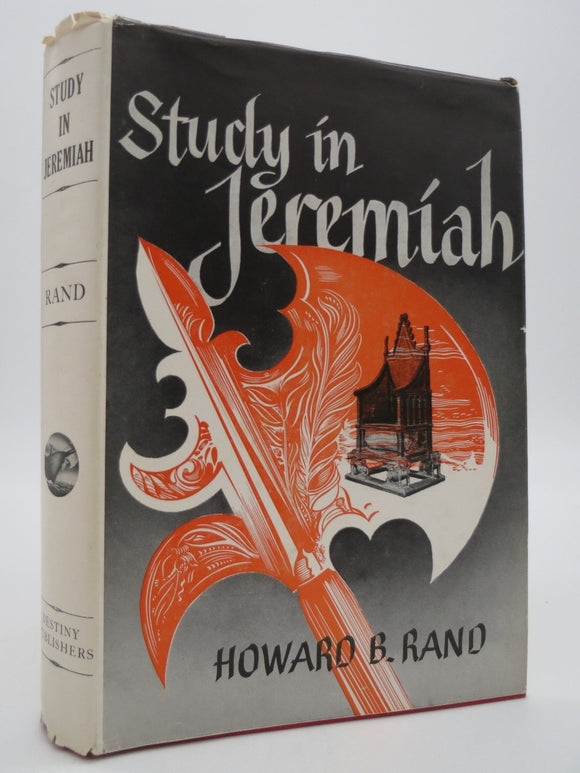 STUDY
IN
JEREMIAH
RAND
DESTINY
PUBLISHERS
Study in
Jeremiah
HOWARD B. RAND